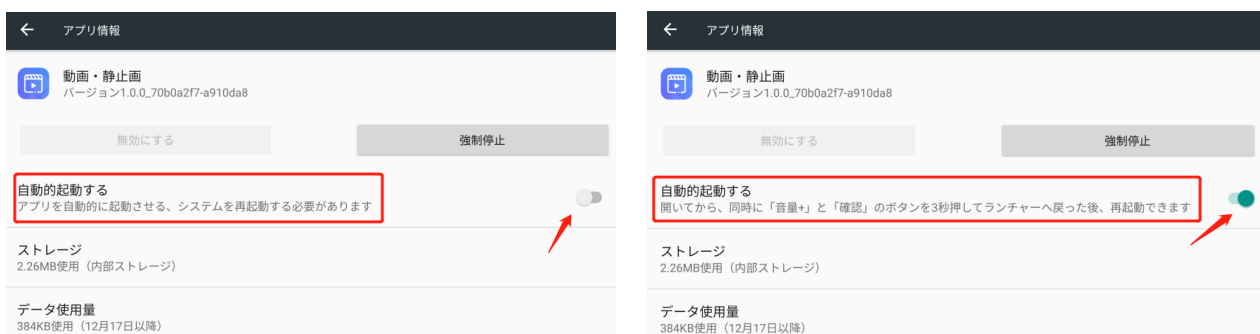 アプリ情報
動画・静止画
バージョン1.0.0_70b0a2f7-a910da8
無効にする
強制停止
自動的起動する
アプリを自動的に起動させる、システムを再起動する必要があります
ストレージ
2.26MB使用（内部ストレージ）
データ使用量
384KB使用（12月17日以降）
アプリ情報
動画・静止画
バージョン1.0.0_70b0a2f7-a910da8
無効にする
強制停止
自動的起動する
開いてから、同時に「音量+」と「確認」のボタンを3秒押してランチャーへ戻った後、再起動できます
ストレージ
2.26MB使用（内部ストレージ）
データ使用量
384KB使用（12月17日以降）